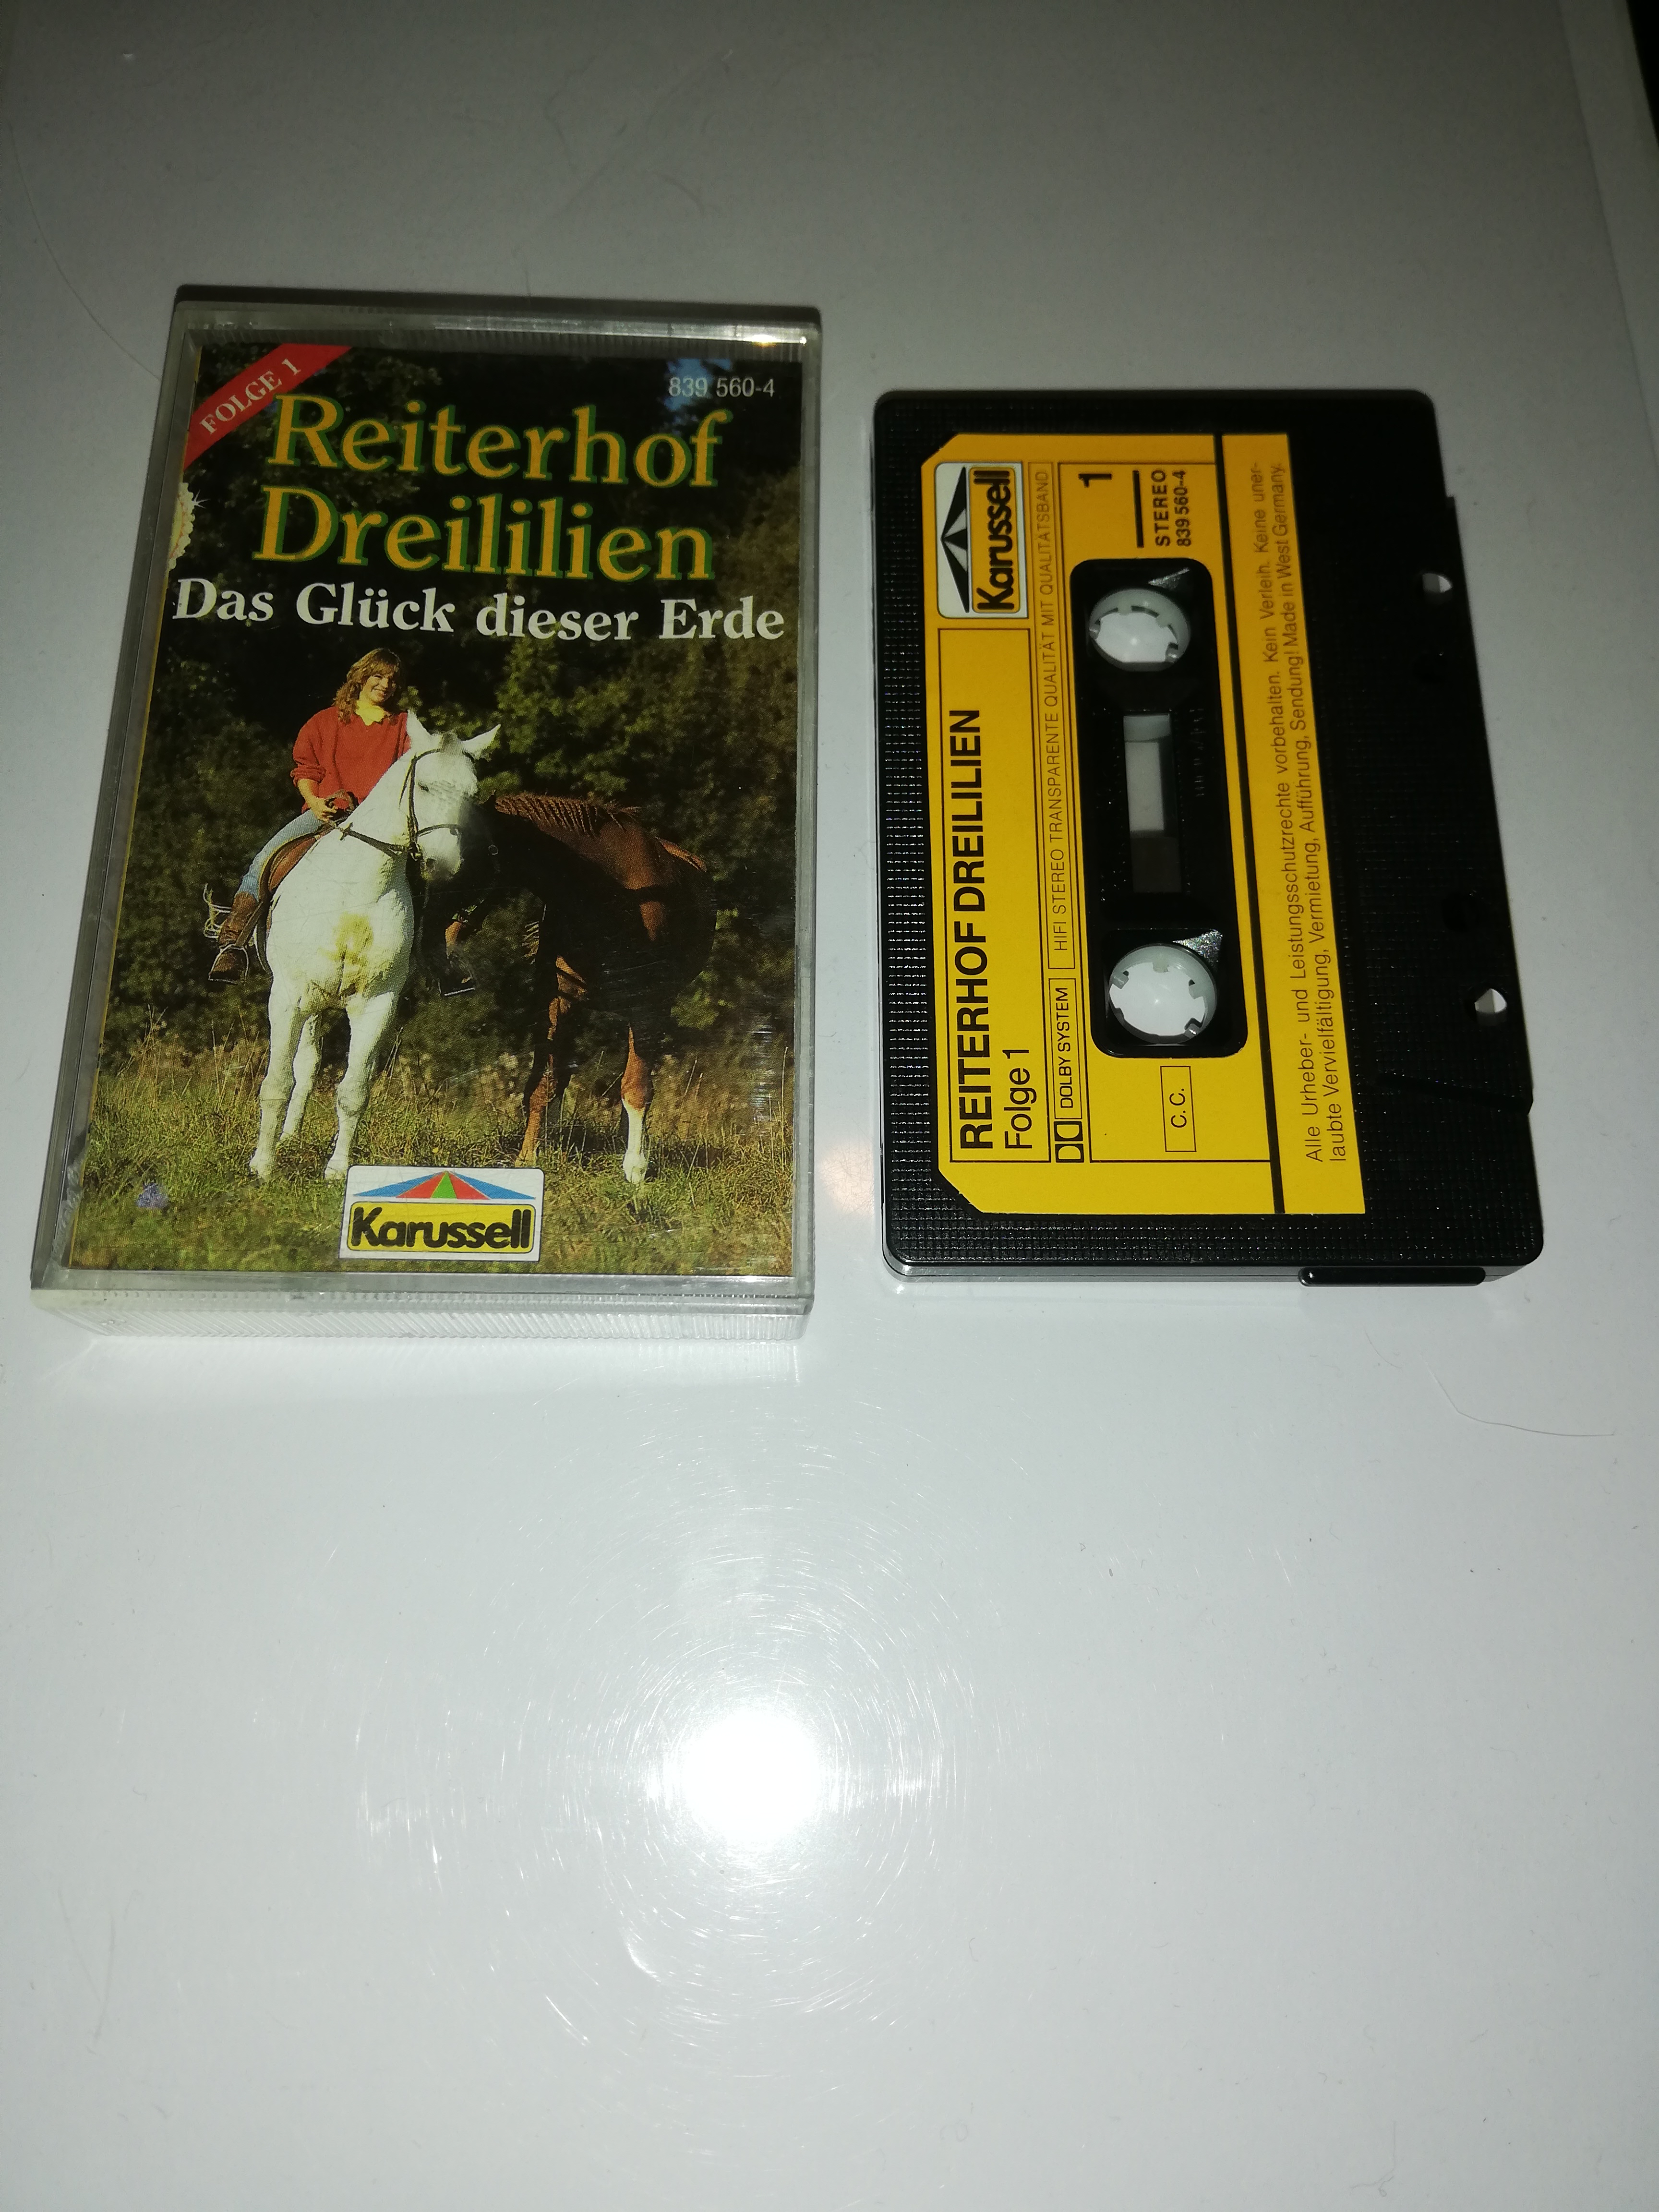 FOLGE 1
839 560-4
Reiterhof
Dreililien
Das Glück dieser Erde
Karussell
Karussell
REITERHOF DREILILIEN
Folge 1
DOLBY SYSTEM
HIFI STEREO TRANSPARENTE QUALITÄT MIT QUALITÄTSBAND
1
STEREO
839 560-4
C. C.
Alle Urheber- und Leistungsschutzrechte vorbehalten. Kein Verleih. Keine uner-
laubte Vervielfältigung, Vermietung, Aufführung, Sendung! Made in West Germany.